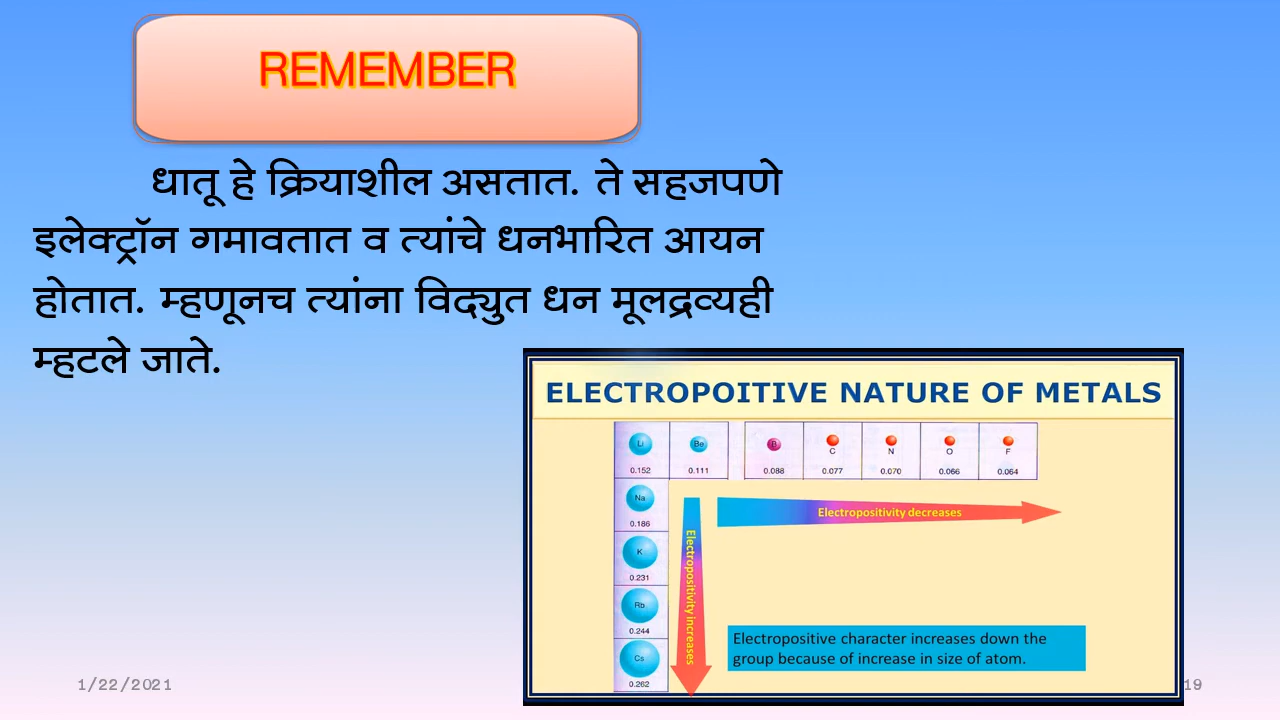 REMEMBER
धातू हे क्रियाशील असतात. ते सहजपणे
इलेक्ट्रॉन गमावतात व त्यांचे धनभारित आयन
होतात. म्हणूनच त्यांना विद्युत धन मूलद्रव्यही
म्हटले जाते.
ELECTROPOITIVE NATURE OF METALS
Li Be B C N O F
0.152 0.111 0.088 0.077 0.070 0.066 0.064
Na
0.186
Electropositivity decreases
K
0.231
Rb
0.244
Cs
0.262
Electropositivity increases
Electropositive character increases down the
group because of increase in size of atom.
1/22/2021
19